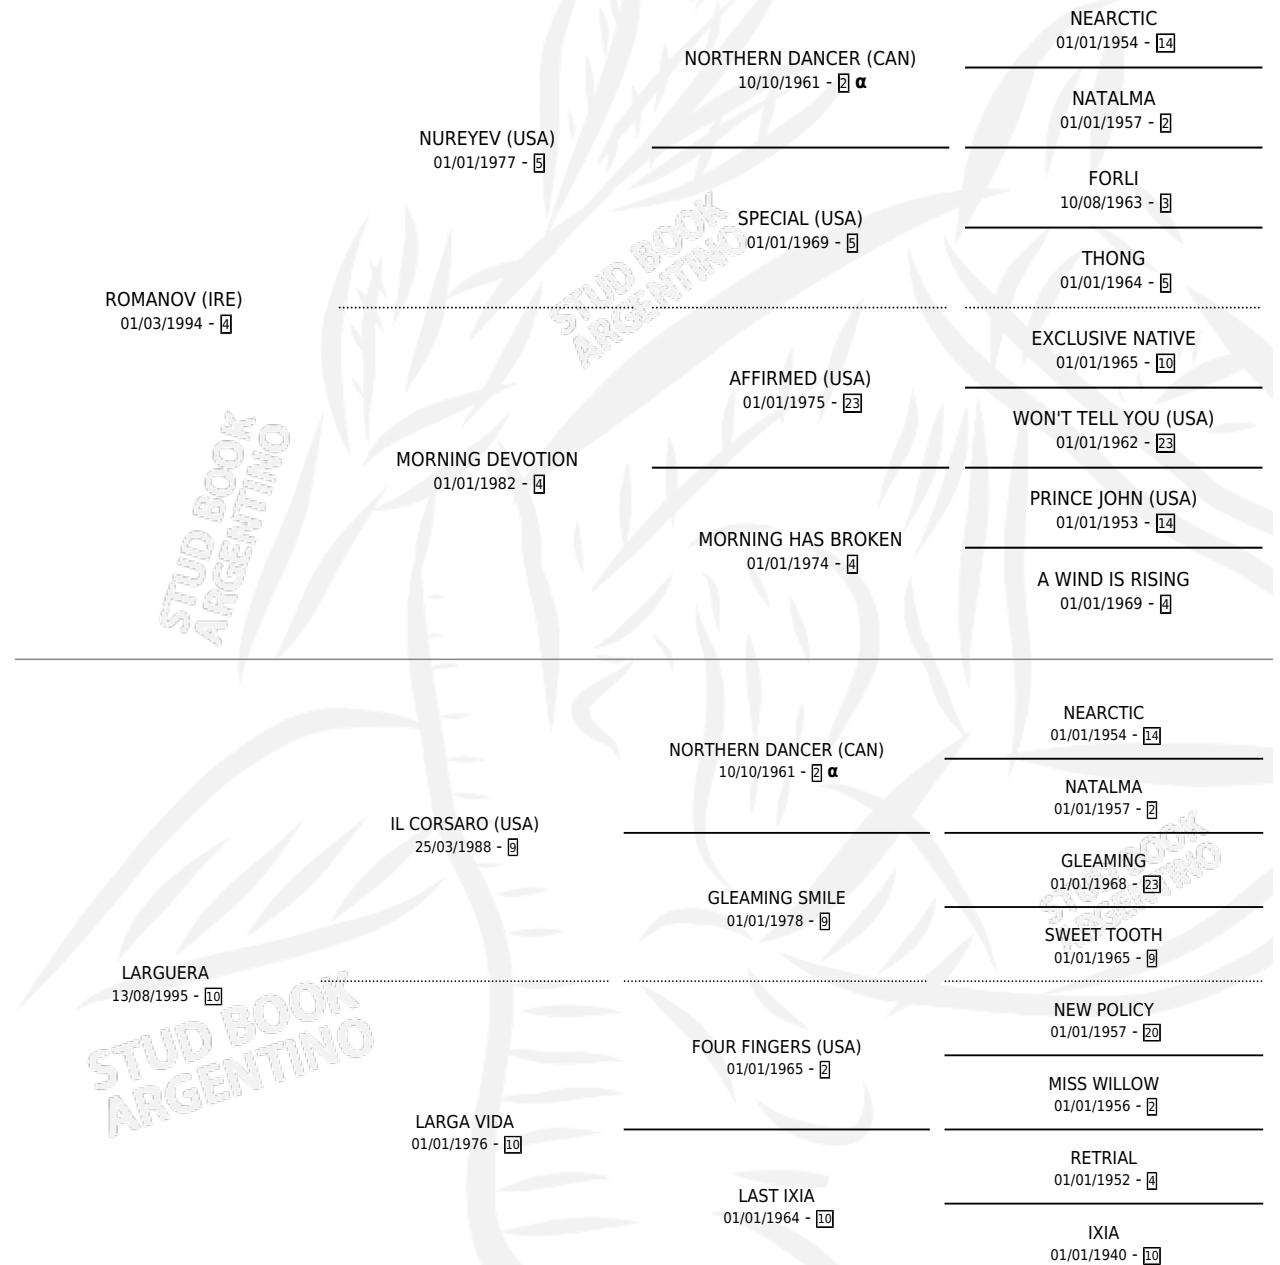 NEARCTIC
01/01/1954 - 14
NORTHERN DANCER (CAN)
10/10/1961 - 2 α
NATALMA
01/01/1957 - 2
NUREYEV (USA)
01/01/1977 - 5
FORLI
10/08/1963 - 3
SPECIAL (USA)
01/01/1969 - 5
THONG
01/01/1964 - 5
ROMANOV (IRE)
01/03/1994 - 4
EXCLUSIVE NATIVE
01/01/1965 - 10
AFFIRMED (USA)
01/01/1975 - 23
WON'T TELL YOU (USA)
01/01/1962 - 23
MORNING DEVOTION
01/01/1982 - 4
PRINCE JOHN (USA)
01/01/1953 - 14
MORNING HAS BROKEN
01/01/1974 - 4
A WIND IS RISING
01/01/1969 - 4
NEARCTIC
01/01/1954 - 14
NORTHERN DANCER (CAN)
10/10/1961 - 2 α
NATALMA
01/01/1957 - 2
IL CORSARO (USA)
25/03/1988 - 9
GLEAMING
01/01/1968 - 23
GLEAMING SMILE
01/01/1978 - 9
SWEET TOOTH
01/01/1965 - 9
LARGUERA
13/08/1995 - 10
NEW POLICY
01/01/1957 - 20
FOUR FINGERS (USA)
01/01/1965 - 2
MISS WILLOW
01/01/1956 - 2
LARGA VIDA
01/01/1976 - 10
RETRIAL
01/01/1952 - 4
LAST IXIA
01/01/1964 - 10
IXIA
01/01/1940 - 10
STUD BOOK
ARGENTINO
STUD BOOK
ARGENTINO
STUD BOOK
ARGENTINO
STUD BOOK
ARGENTINO